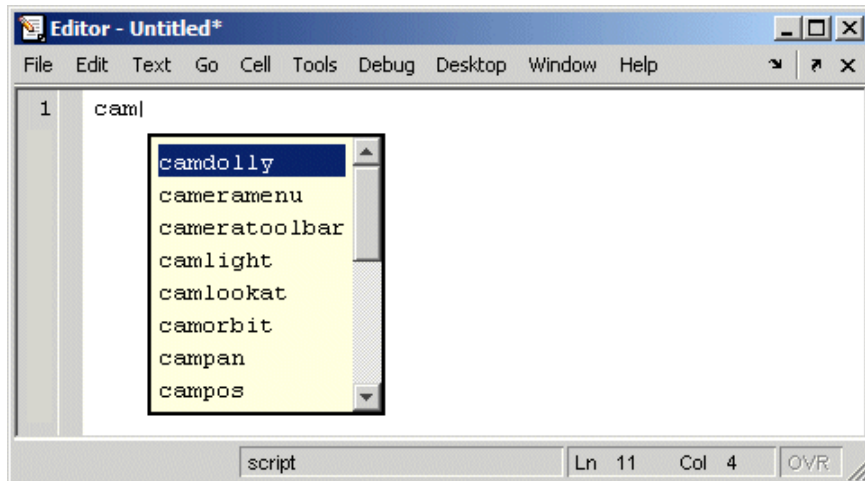 Editor - Untitled*
File Edit Text Go Cell Tools Debug Desktop Window Help
1 cam
camdolly
cameramenu
cameratoolbar
camlight
camlookat
camorbit
campan
campos
script Ln 11 Col 4 OVR